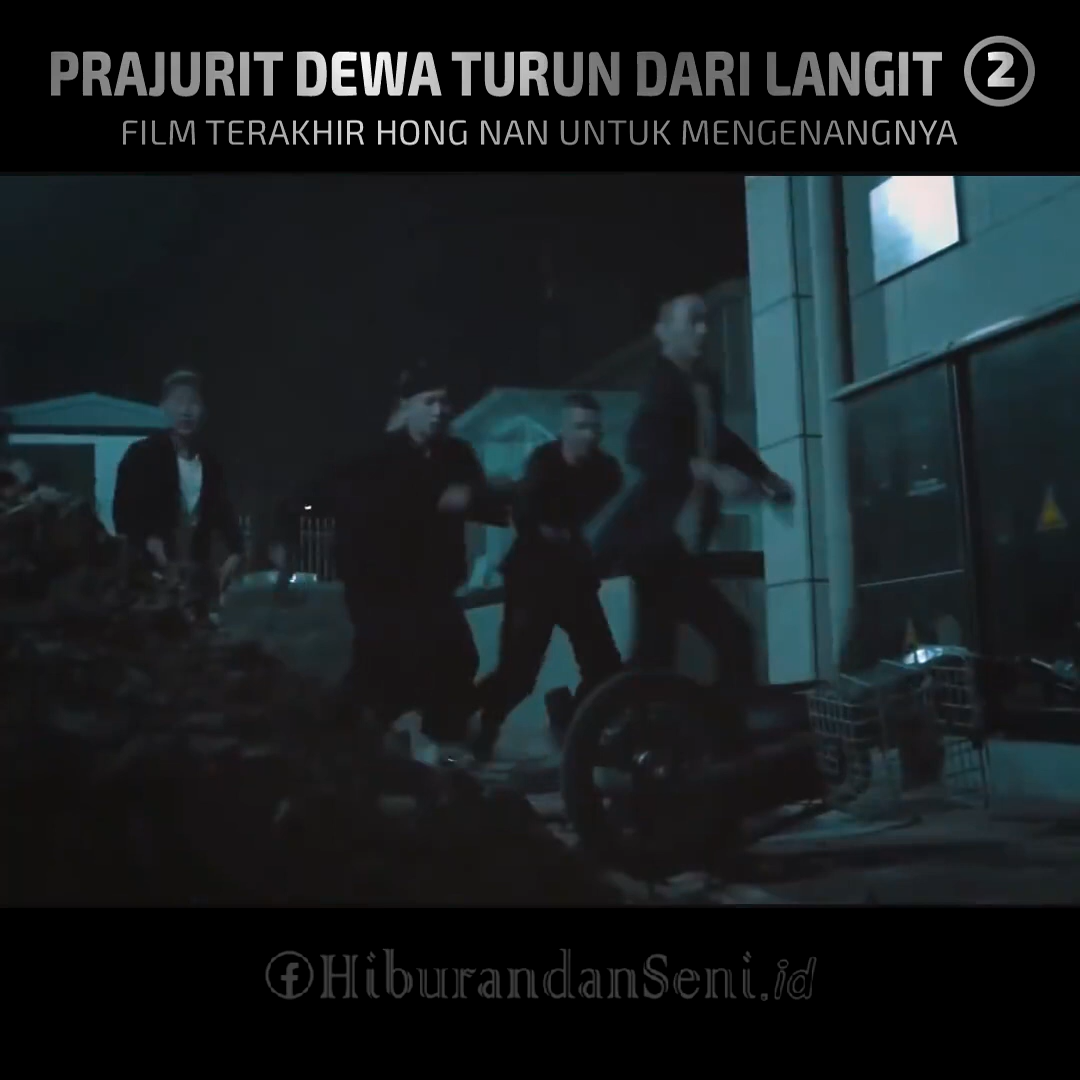 PRAJURIT DEWA TURUN DARI LANGIT 2
FILM TERAKHIR HONG NAN UNTUK MENGENANGNYA
HiburandanSeni.id